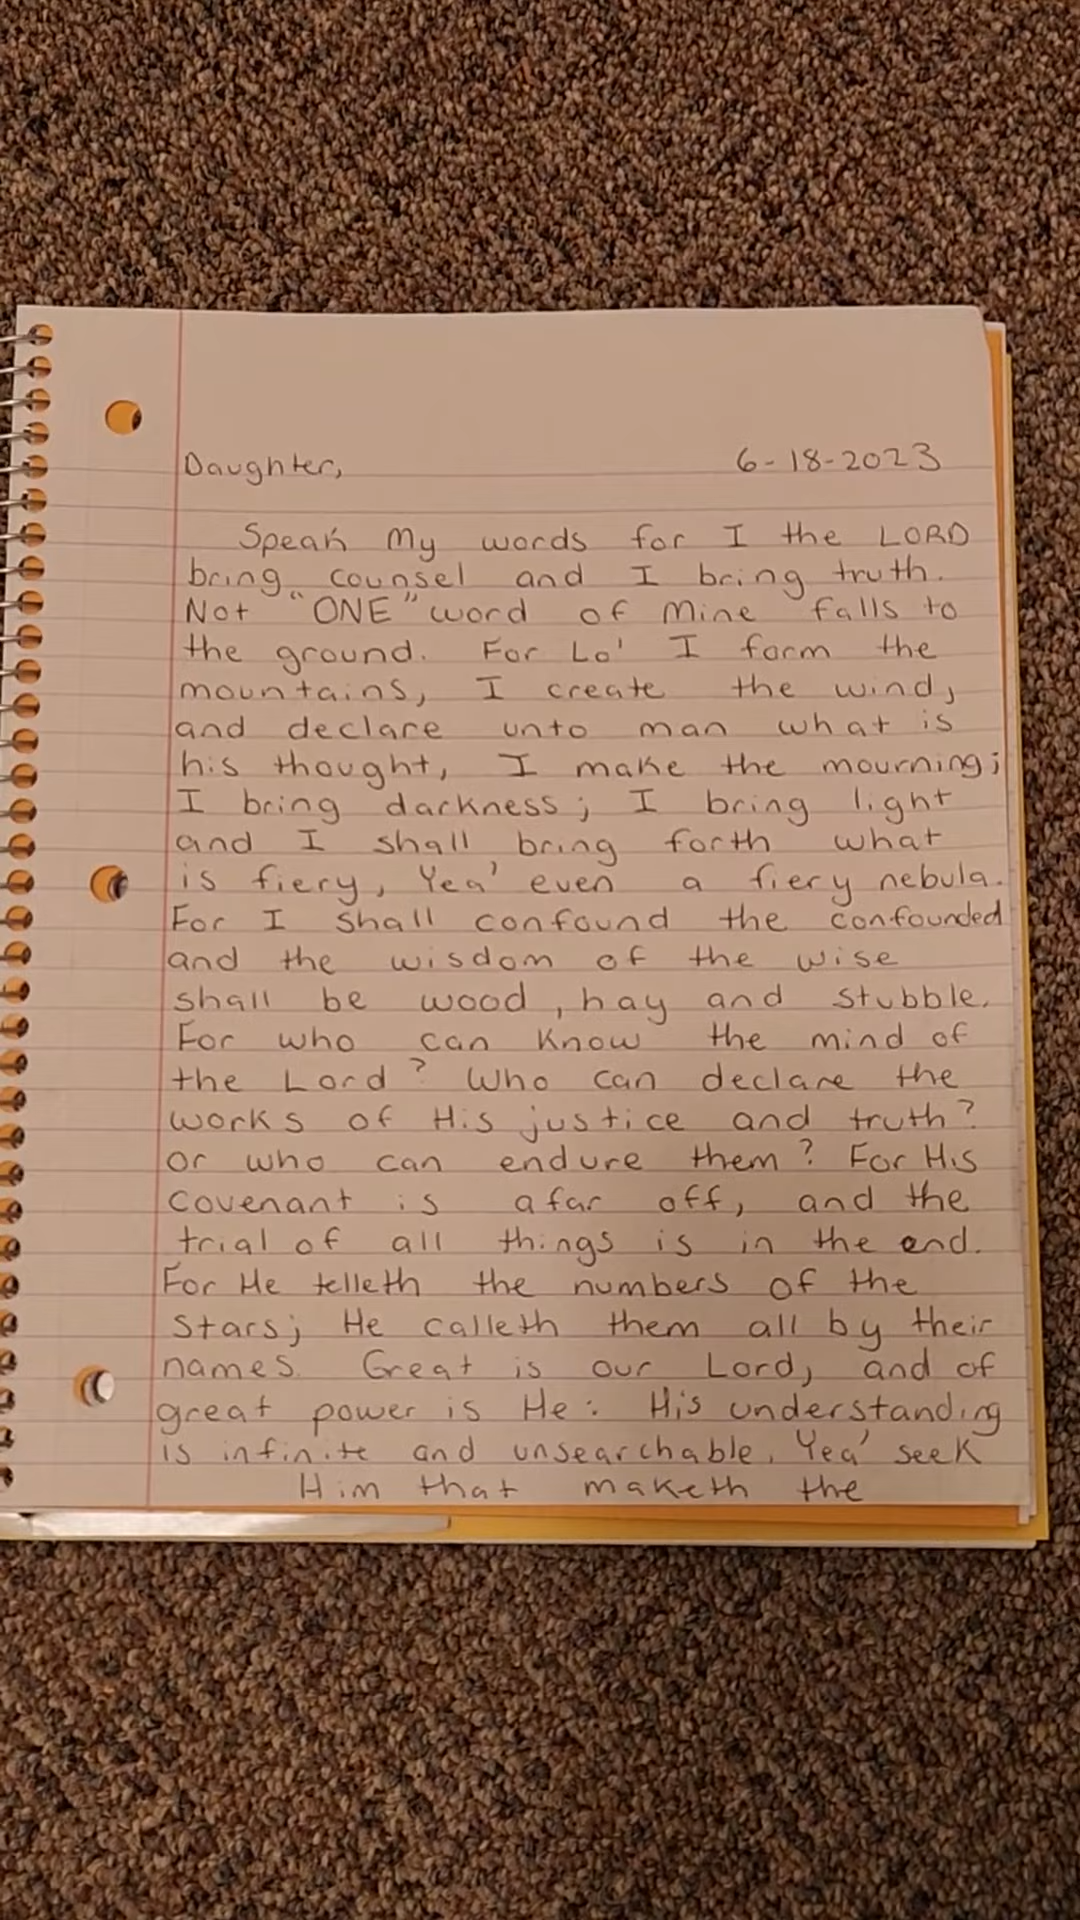 Daughter, 6-18-2023
Speak My words for I the LORD
bring counsel and I bring truth.
Not "ONE" word of Mine falls to
the ground. For Lo' I form the
mountains, I create the wind,
and declare unto man what is
his thought, I make the mourning;
I bring darkness; I bring light
and I shall bring forth what
is fiery, Yea' even a fiery nebula.
For I shall confound the confounded
and the wisdom of the wise
shall be wood, hay and stubble.
For who can know the mind of
the Lord? Who can declare the
works of His justice and truth?
or who can endure them? For His
covenant is afar off, and the
trial of all things is in the end.
For He telleth the numbers of the
stars; He calleth them all by their
names. Great is our Lord, and of
great power is He: His understanding
is infinite and unsearchable. Yea' seek
Him that maketh the